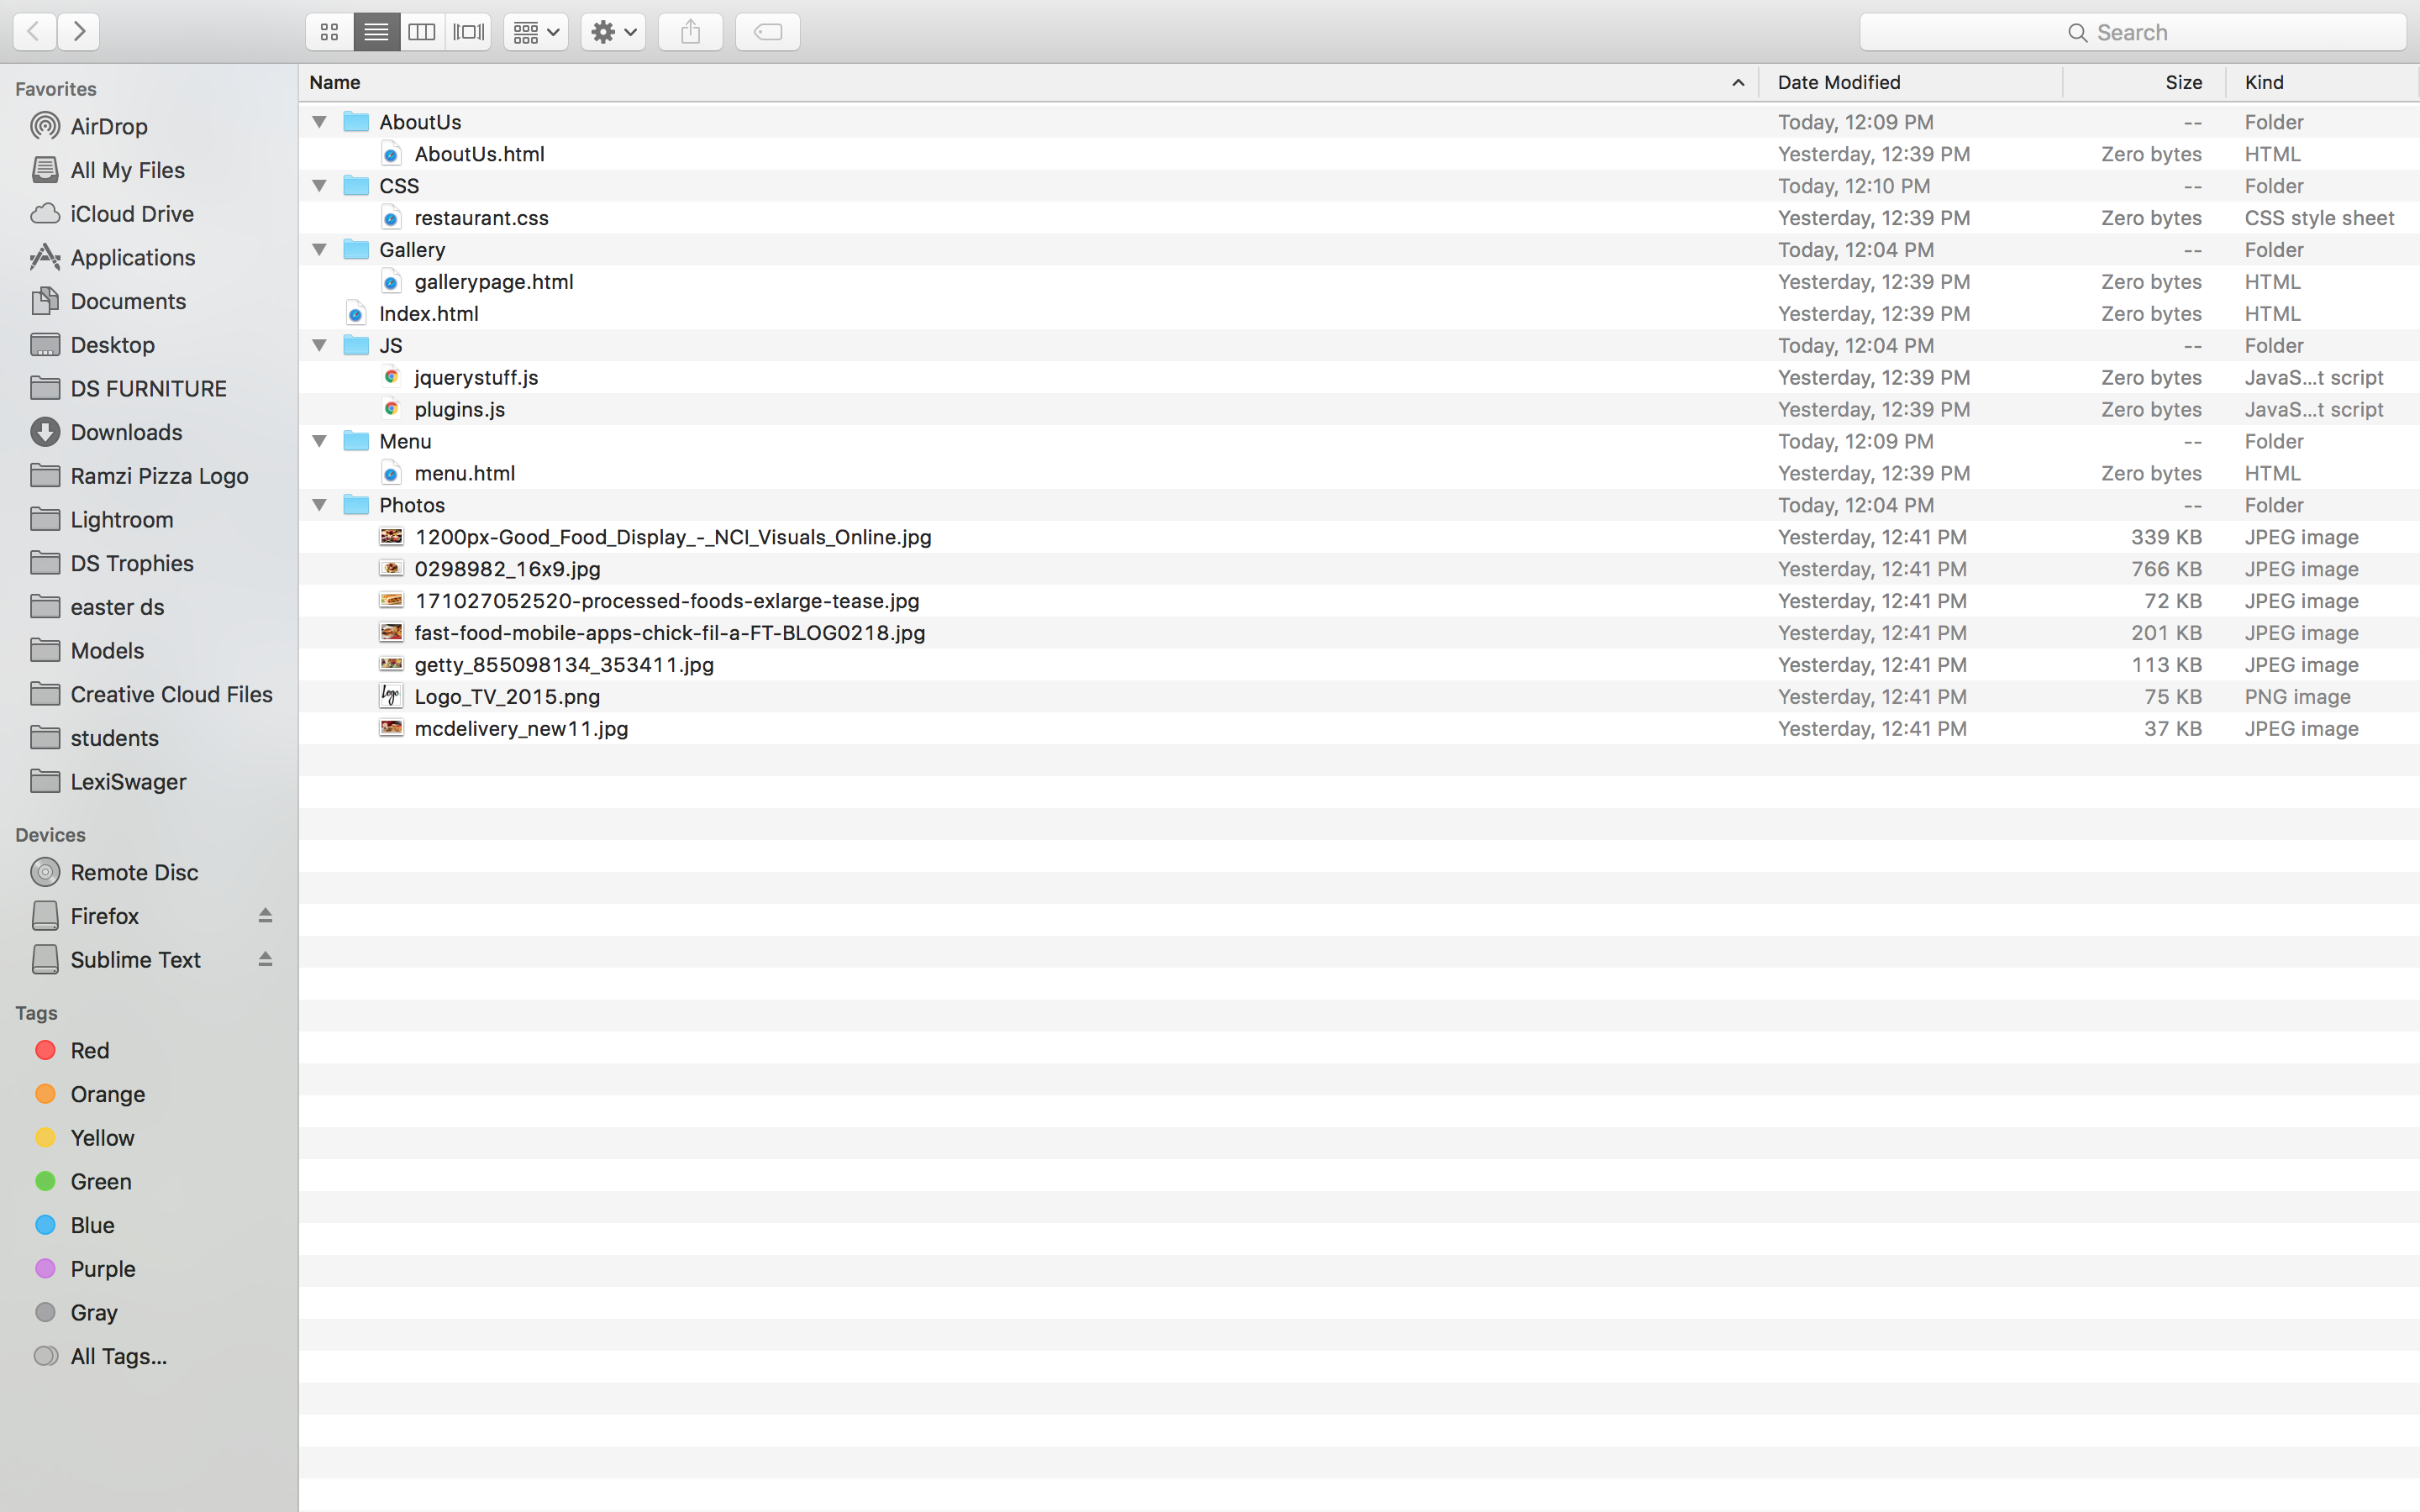 Search
Name Date Modified Size Kind
Favorites
AirDrop
All My Files
iCloud Drive
Applications
Documents
Desktop
DS FURNITURE
Downloads
Ramzi Pizza Logo
Lightroom
DS Trophies
easter ds
Models
Creative Cloud Files
students
LexiSwager
Devices
Remote Disc
Firefox
Sublime Text
Tags
Red
Orange
Yellow
Green
Blue
Purple
Gray
All Tags...
AboutUs Today, 12:09 PM -- Folder
AboutUs.html Yesterday, 12:39 PM Zero bytes HTML
CSS Today, 12:10 PM -- Folder
restaurant.css Yesterday, 12:39 PM Zero bytes CSS style sheet
Gallery Today, 12:04 PM -- Folder
gallerypage.html Yesterday, 12:39 PM Zero bytes HTML
Index.html Yesterday, 12:39 PM Zero bytes HTML
JS Today, 12:04 PM -- Folder
jquerystuff.js Yesterday, 12:39 PM Zero bytes JavaS...t script
plugins.js Yesterday, 12:39 PM Zero bytes JavaS...t script
Menu Today, 12:09 PM -- Folder
menu.html Yesterday, 12:39 PM Zero bytes HTML
Photos Today, 12:04 PM -- Folder
1200px-Good_Food_Display_-_NCI_Visuals_Online.jpg Yesterday, 12:41 PM 339 KB JPEG image
0298982_16x9.jpg Yesterday, 12:41 PM 766 KB JPEG image
171027052520-processed-foods-exlarge-tease.jpg Yesterday, 12:41 PM 72 KB JPEG image
fast-food-mobile-apps-chick-fil-a-FT-BLOG0218.jpg Yesterday, 12:41 PM 201 KB JPEG image
getty_855098134_353411.jpg Yesterday, 12:41 PM 113 KB JPEG image
Logo_TV_2015.png Yesterday, 12:41 PM 75 KB PNG image
mcdelivery_new11.jpg Yesterday, 12:41 PM 37 KB JPEG image